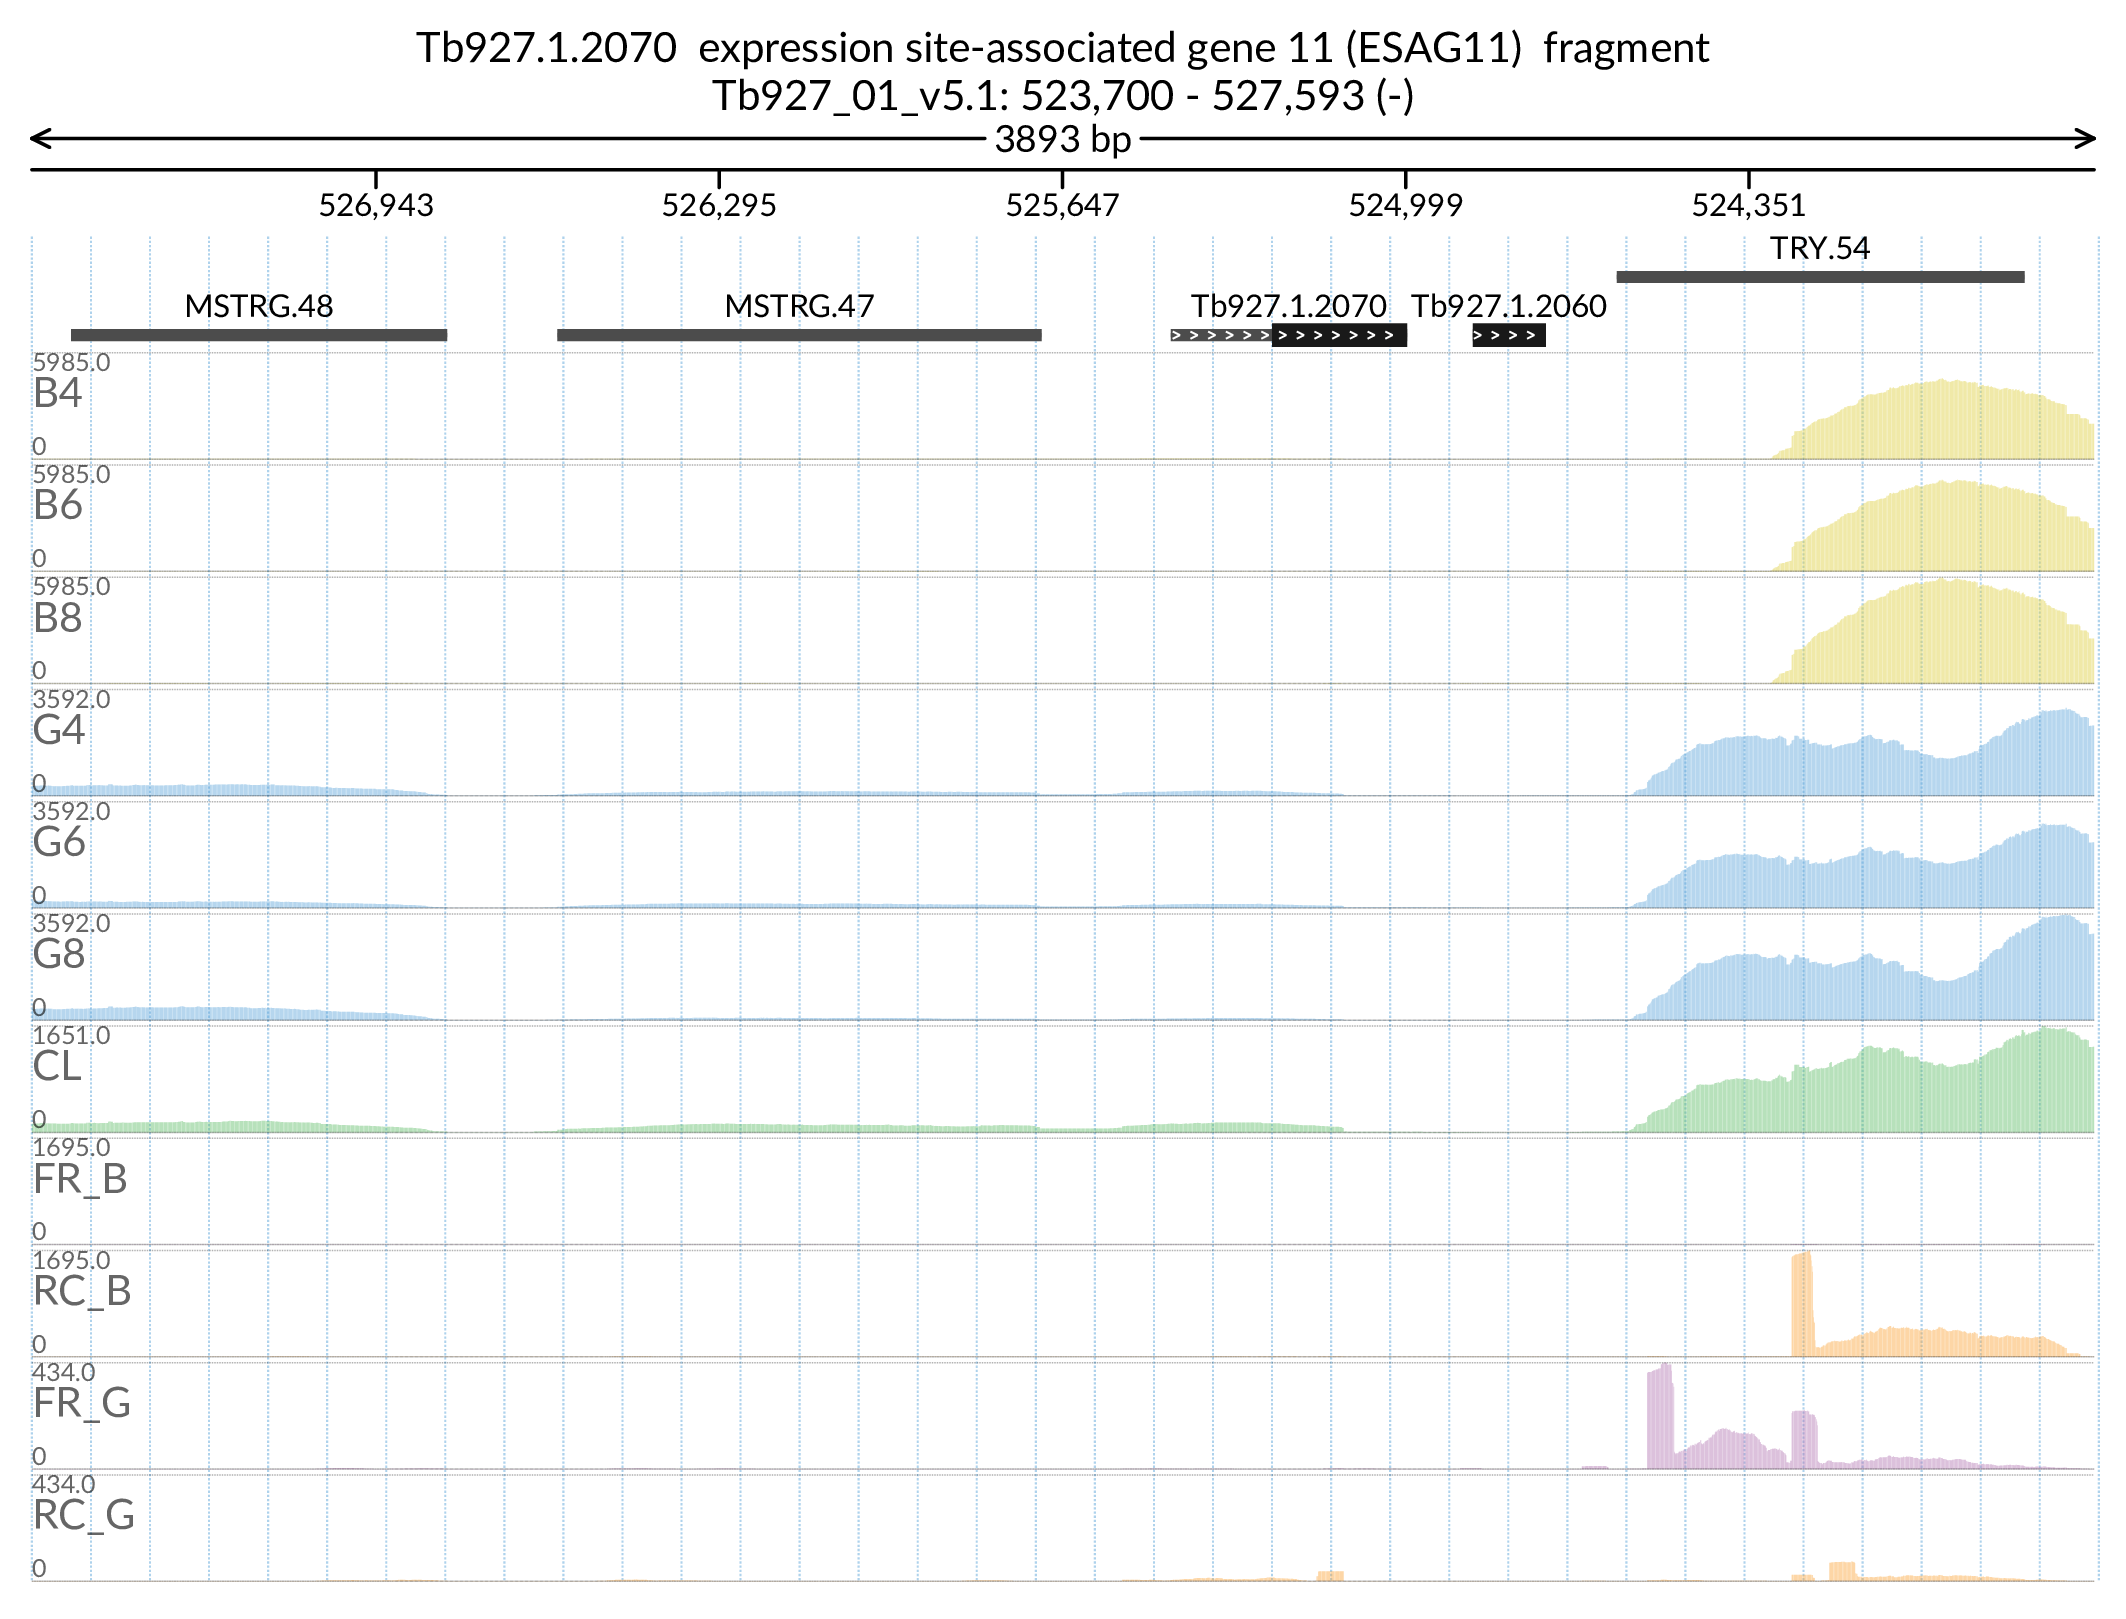 Tb927.1.2070  expression site-associated gene 11 (ESAG11)  fragment
Tb927_01_v5.1: 523,700 - 527,593 (-)
3893 bp
526,943 526,295 525,647 524,999 524,351
TRY.54
MSTRG.48 MSTRG.47 Tb927.1.2070 Tb927.1.2060
5985.0
B4
0
5985.0
B6
0
5985.0
B8
0
3592.0
G4
0
3592.0
G6
0
3592.0
G8
0
1651.0
CL
0
1695.0
FR_B
0
1695.0
RC_B
0
434.0
FR_G
0
434.0
RC_G
0